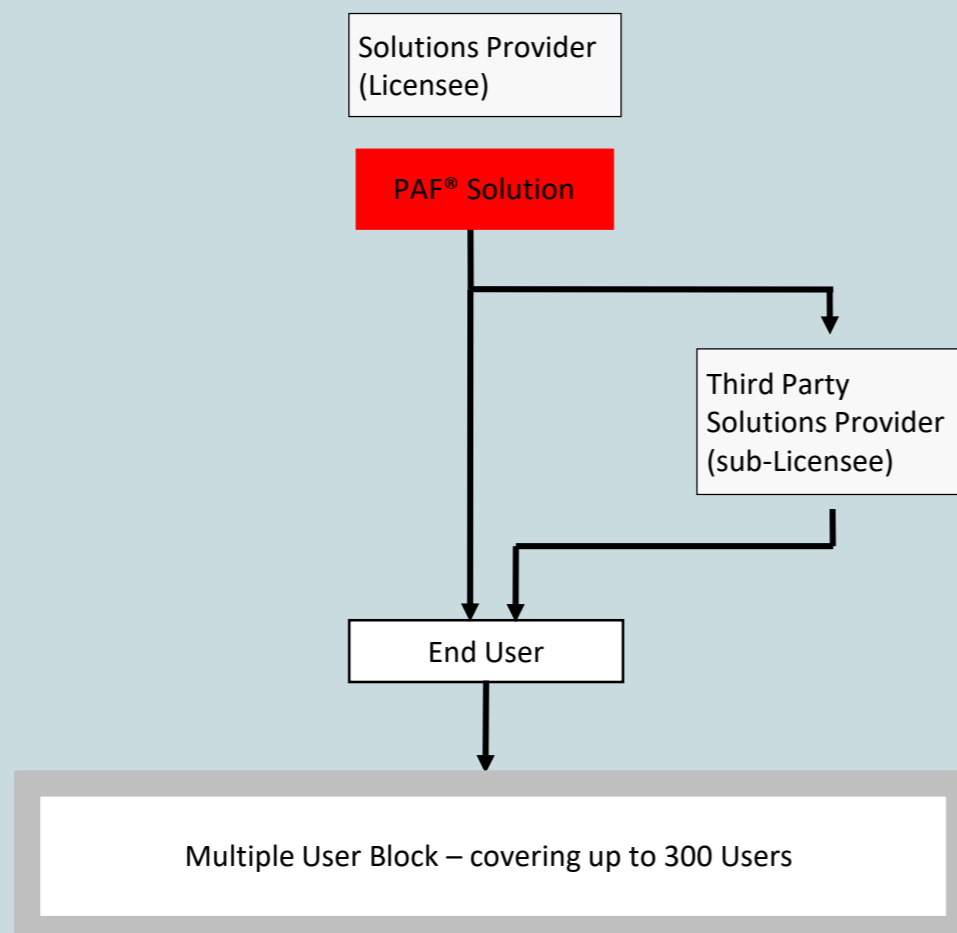 Solutions Provider
(Licensee)
PAF® Solution
Third Party
Solutions Provider
(sub-Licensee)
End User
Multiple User Block – covering up to 300 Users